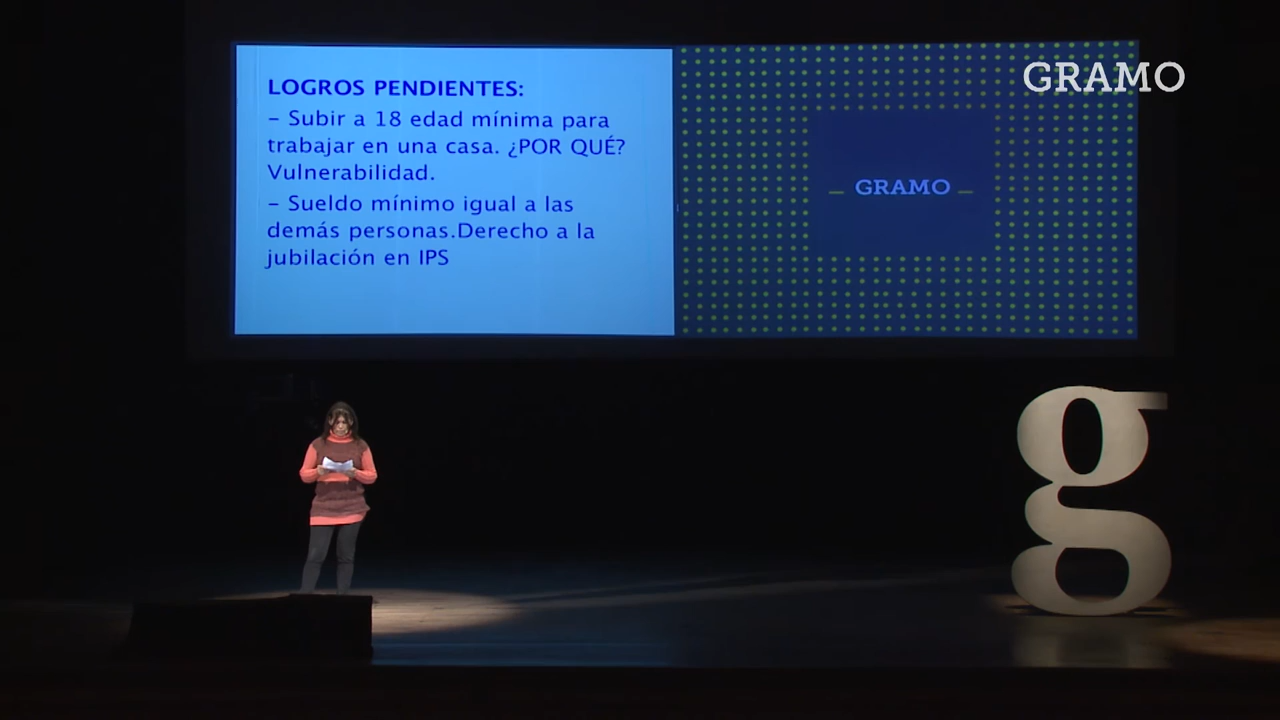 LOGROS PENDIENTES:
– Subir a 18 edad mínima para
trabajar en una casa. ¿POR QUÉ?
Vulnerabilidad.
– Sueldo mínimo igual a las
demás personas.Derecho a la
jubilación en IPS
GRAMO
_ GRAMO _
g